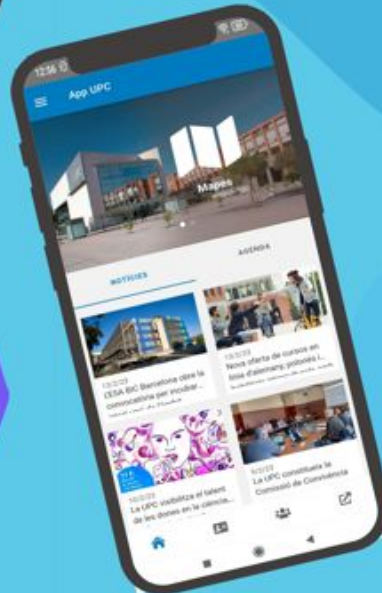 12:56
App UPC
Mapes
NOTÍCIES
AGENDA
13/2/23
L'ESA BIC Barcelona obre la
convocatòria per incubar
13/2/23
Nova oferta de cursos en
línia d'alemany, polonès i
10/2/23
La UPC visibilitza el talent
de les dones en la ciència,
9/2/23
La UPC constitueix la
Comissió de Convivència